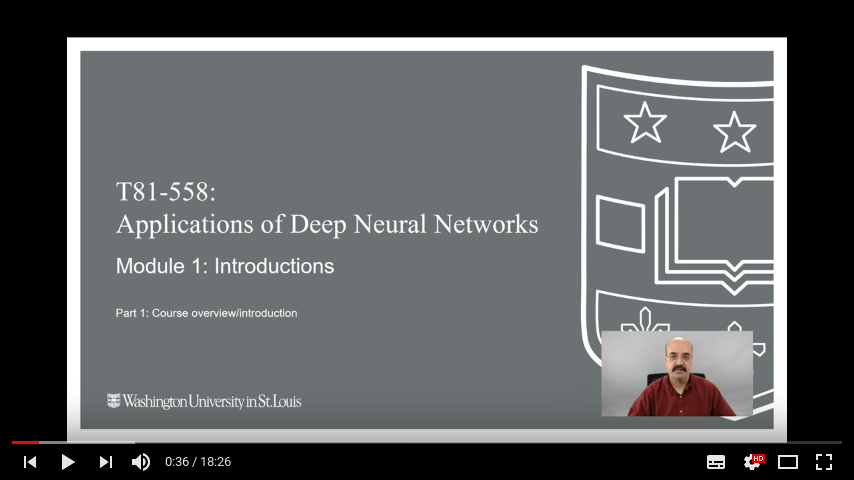 T81-558:
Applications of Deep Neural Networks
Module 1: Introductions
Part 1: Course overview/introduction
Washington University in St. Louis
0:36 / 18:26
HD